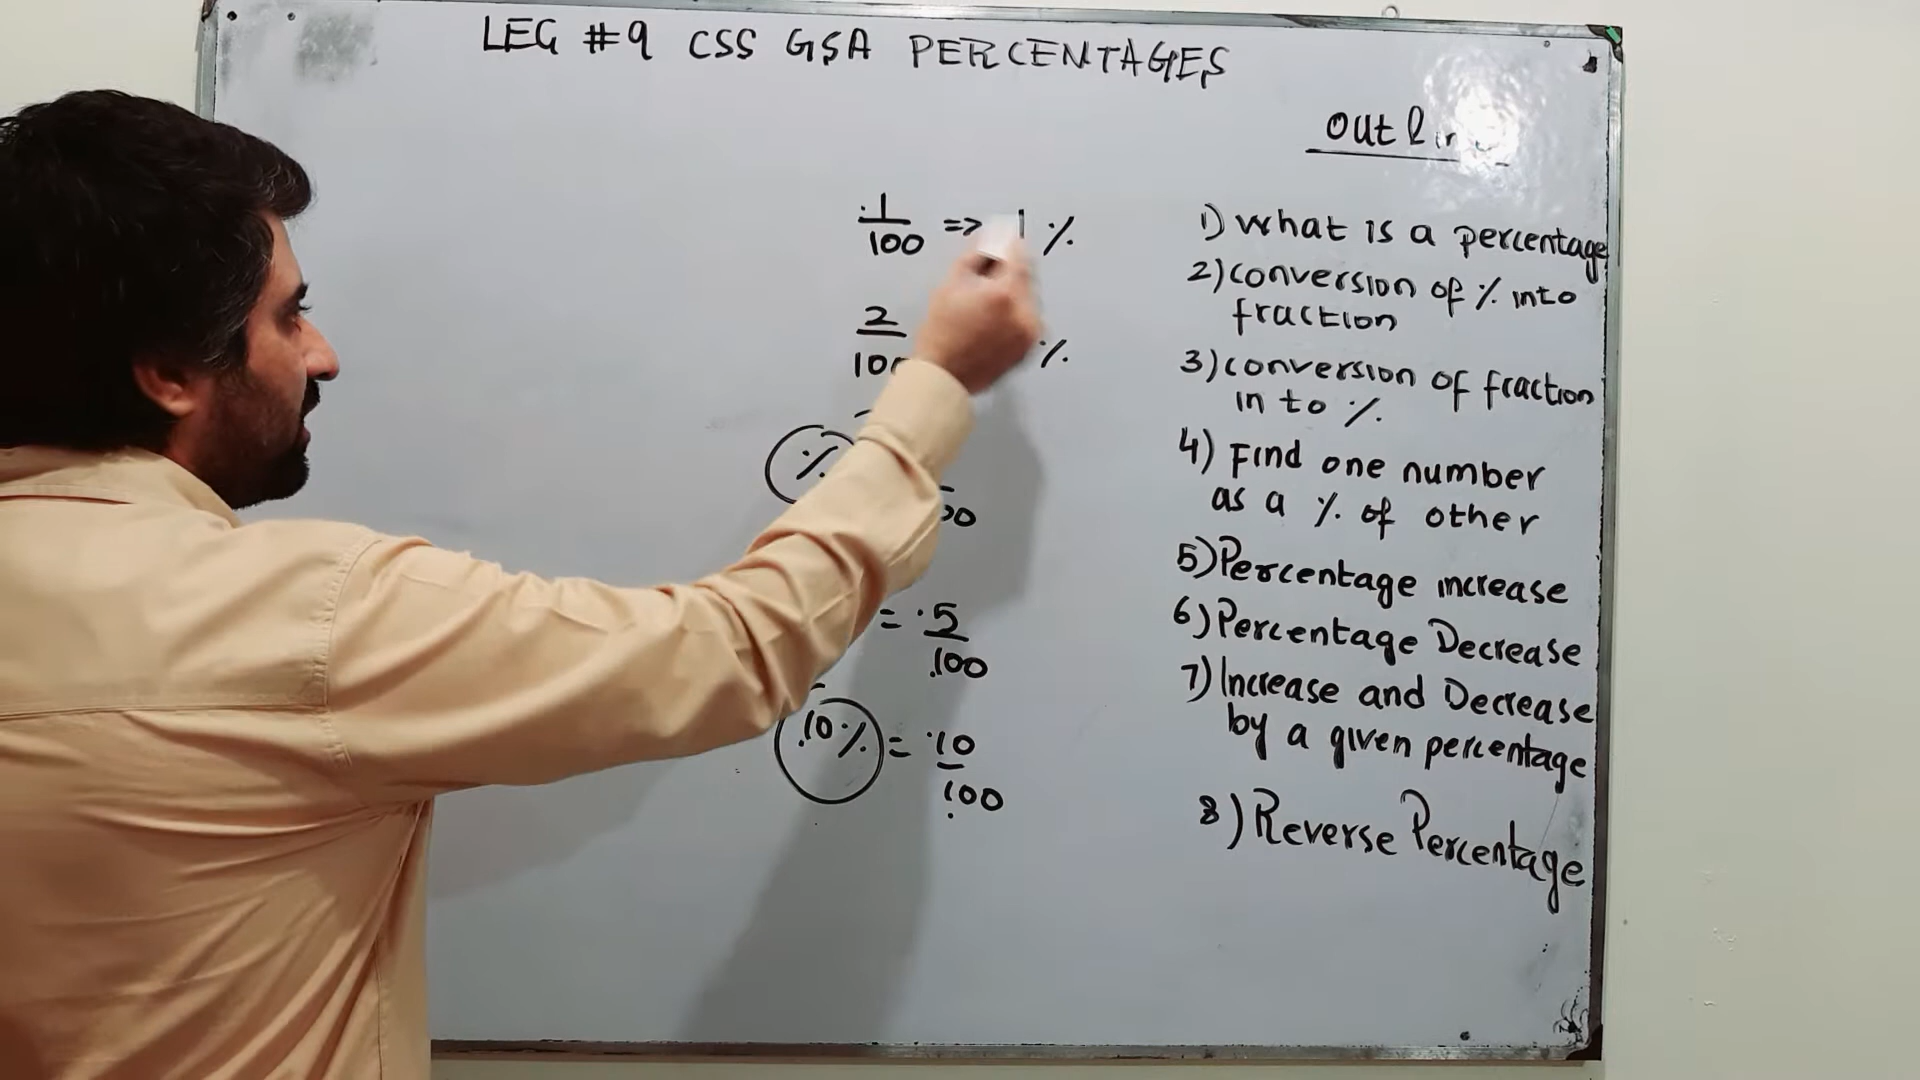 LEC #9 CSS GSA PERCENTAGES
1/100 => 1 %
2/100 %
%
= 5/100
10% = 10/100
1) What is a percentage
2) conversion of % into
fraction
3) conversion of fraction
in to %
4) Find one number
as a % of other
5) Percentage increase
6) Percentage Decrease
7) Increase and Decrease
by a given percentage
8) Reverse Percentage